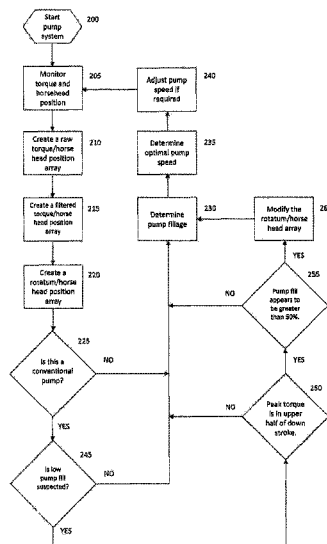 Start
pump
system
200
Monitor
torque and
horsehead
position
205
Adjust pump
speed if
required
240
Create a raw
torque/horse
head position
array
210
Determine
optimal pump
speed
235
Create a filtered
torque/horse
head position
array
215
Determine
pump fillage
230
Modify the
rotatum/horse
head array
Create a
rotatum/horse
head position
array
220
YES
Pump fill
appears to
be greater
than 50%.
255
NO
Is this a
conventional
pump?
225
NO
YES
Peak torque
is in upper
half of down
stroke.
250
NO
YES
Is low
pump fill
suspected?
245
NO
YES